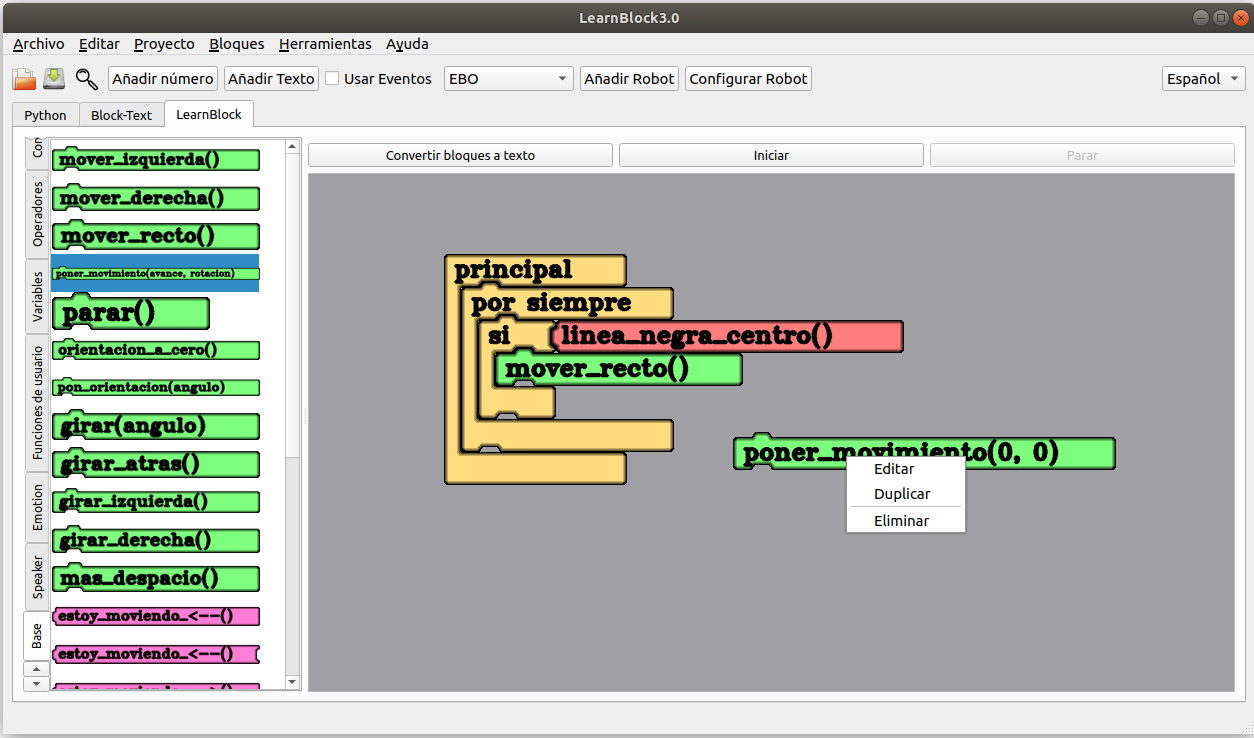 LearnBlock3.0
Archivo Editar Proyecto Bloques Herramientas Ayuda
Añadir número Añadir Texto Usar Eventos EBO Añadir Robot Configurar Robot Español
Python Block-Text LearnBlock
Con
Operadores
Variables
Funciones de usuario
Emotion
Speaker
Base
mover_izquierda()
mover_derecha()
mover_recto()
poner_movimiento(avance, rotacion)
parar()
orientacion_a_cero()
pon_orientacion(angulo)
girar(angulo)
girar_atras()
girar_izquierda()
girar_derecha()
mas_despacio()
estoy_moviendo_<--()
estoy_moviendo_<--()
Convertir bloques a texto Iniciar Parar
principal
por siempre
si linea_negra_centro()
mover_recto()
poner_movimiento(0, 0)
Editar
Duplicar
Eliminar